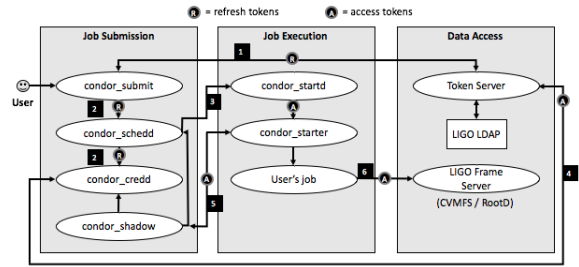 R = refresh tokens A = access tokens
Job Submission Job Execution Data Access
1
R
User
condor_submit condor_startd Token Server
2 R 3 A A
condor_schedd condor_starter LIGO LDAP
2 R
condor_credd A User's job 6 A LIGO Frame
Server
4
(CVMFS / RootD)
5
condor_shadow